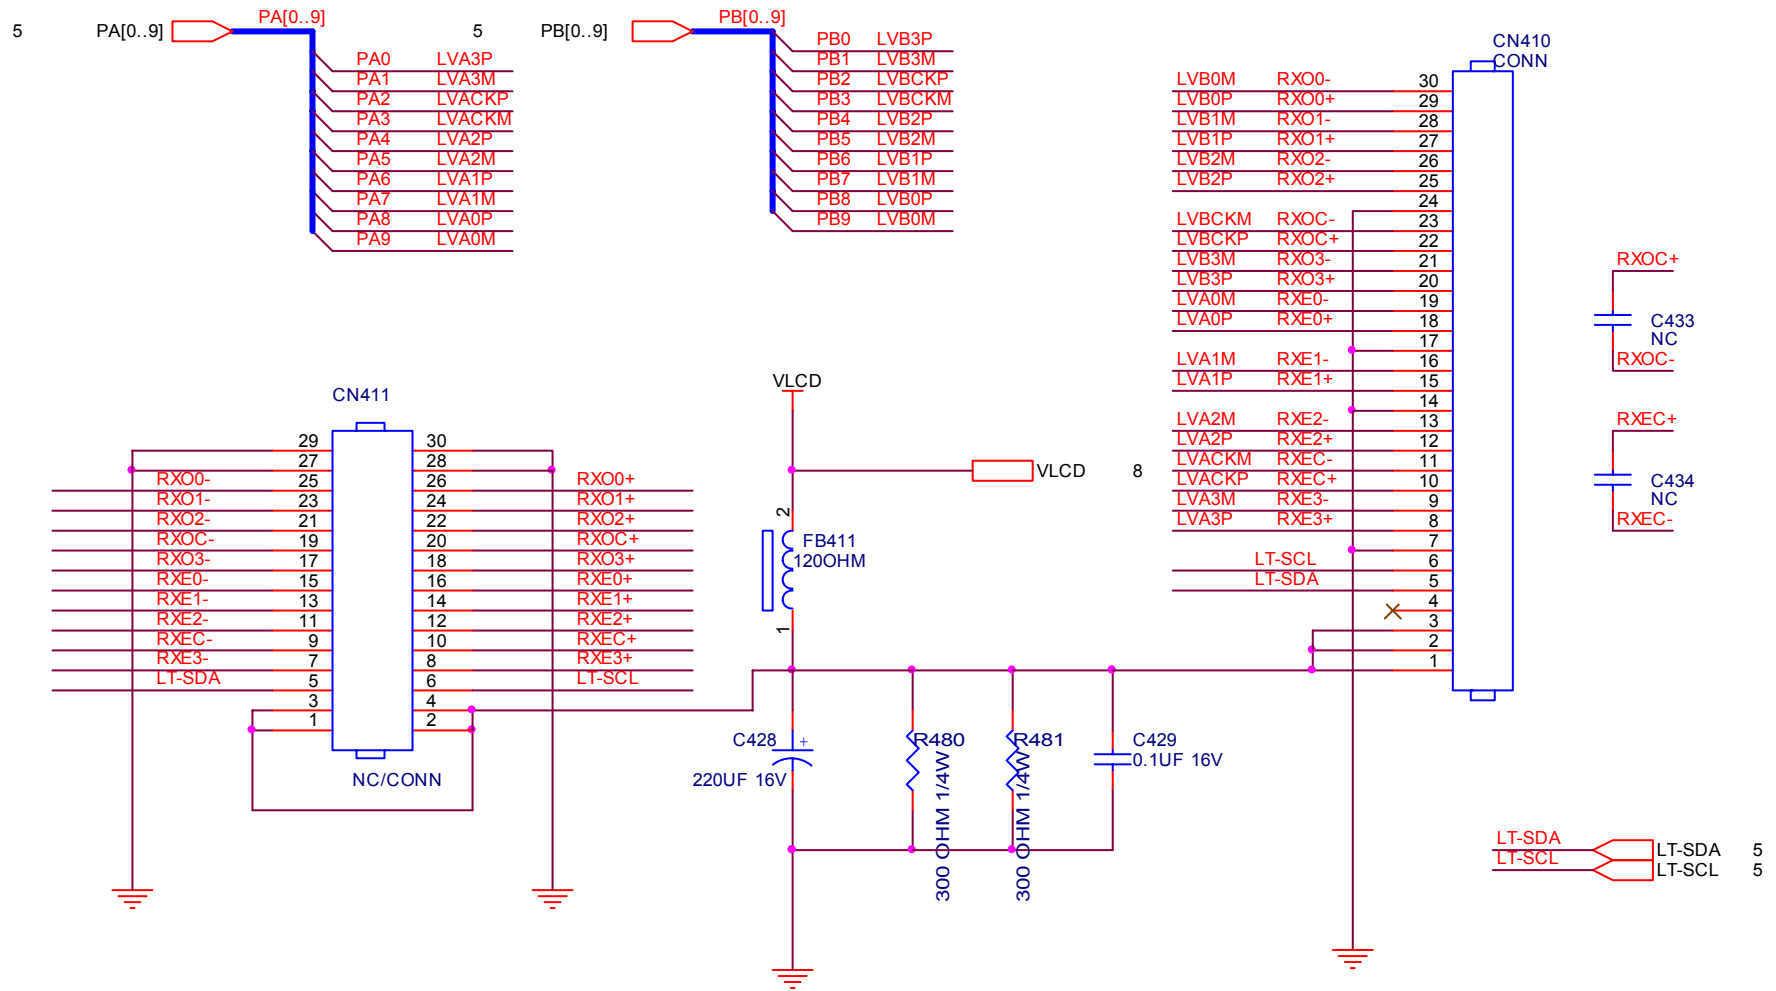 5 PA[0..9] PA[0..9]
PA0 LVA3P
PA1 LVA3M
PA2 LVACKP
PA3 LVACKM
PA4 LVA2P
PA5 LVA2M
PA6 LVA1P
PA7 LVA1M
PA8 LVA0P
PA9 LVA0M
5 PB[0..9] PB[0..9]
PB0 LVB3P
PB1 LVB3M
PB2 LVBCKP
PB3 LVBCKM
PB4 LVB2P
PB5 LVB2M
PB6 LVB1P
PB7 LVB1M
PB8 LVB0P
PB9 LVB0M
CN410
CONN
LVB0M RXO0- 30
LVB0P RXO0+ 29
LVB1M RXO1- 28
LVB1P RXO1+ 27
LVB2M RXO2- 26
LVB2P RXO2+ 25
24
LVBCKM RXOC- 23
LVBCKP RXOC+ 22
LVB3M RXO3- 21
LVB3P RXO3+ 20
LVA0M RXE0- 19
LVA0P RXE0+ 18
17
LVA1M RXE1- 16
LVA1P RXE1+ 15
14
LVA2M RXE2- 13
LVA2P RXE2+ 12
LVACKM RXEC- 11
LVACKP RXEC+ 10
LVA3M RXE3- 9
LVA3P RXE3+ 8
7
LT-SCL 6
LT-SDA 5
4
3
2
1
RXOC+
C433
NC
RXOC-
RXEC+
C434
NC
RXEC-
CN411
29 30
27 28
RXO0- 25 26 RXO0+
RXO1- 23 24 RXO1+
RXO2- 21 22 RXO2+
RXOC- 19 20 RXOC+
RXO3- 17 18 RXO3+
RXE0- 15 16 RXE0+
RXE1- 13 14 RXE1+
RXE2- 11 12 RXE2+
RXEC- 9 10 RXEC+
RXE3- 7 8 RXE3+
LT-SDA 5 6 LT-SCL
3 4
1 2
NC/CONN
VLCD
VLCD 8
2
FB411
120OHM
1
C428 +
220UF 16V
R480
300 OHM 1/4W
R481
300 OHM 1/4W
C429
0.1UF 16V
LT-SDA LT-SDA 5
LT-SCL LT-SCL 5